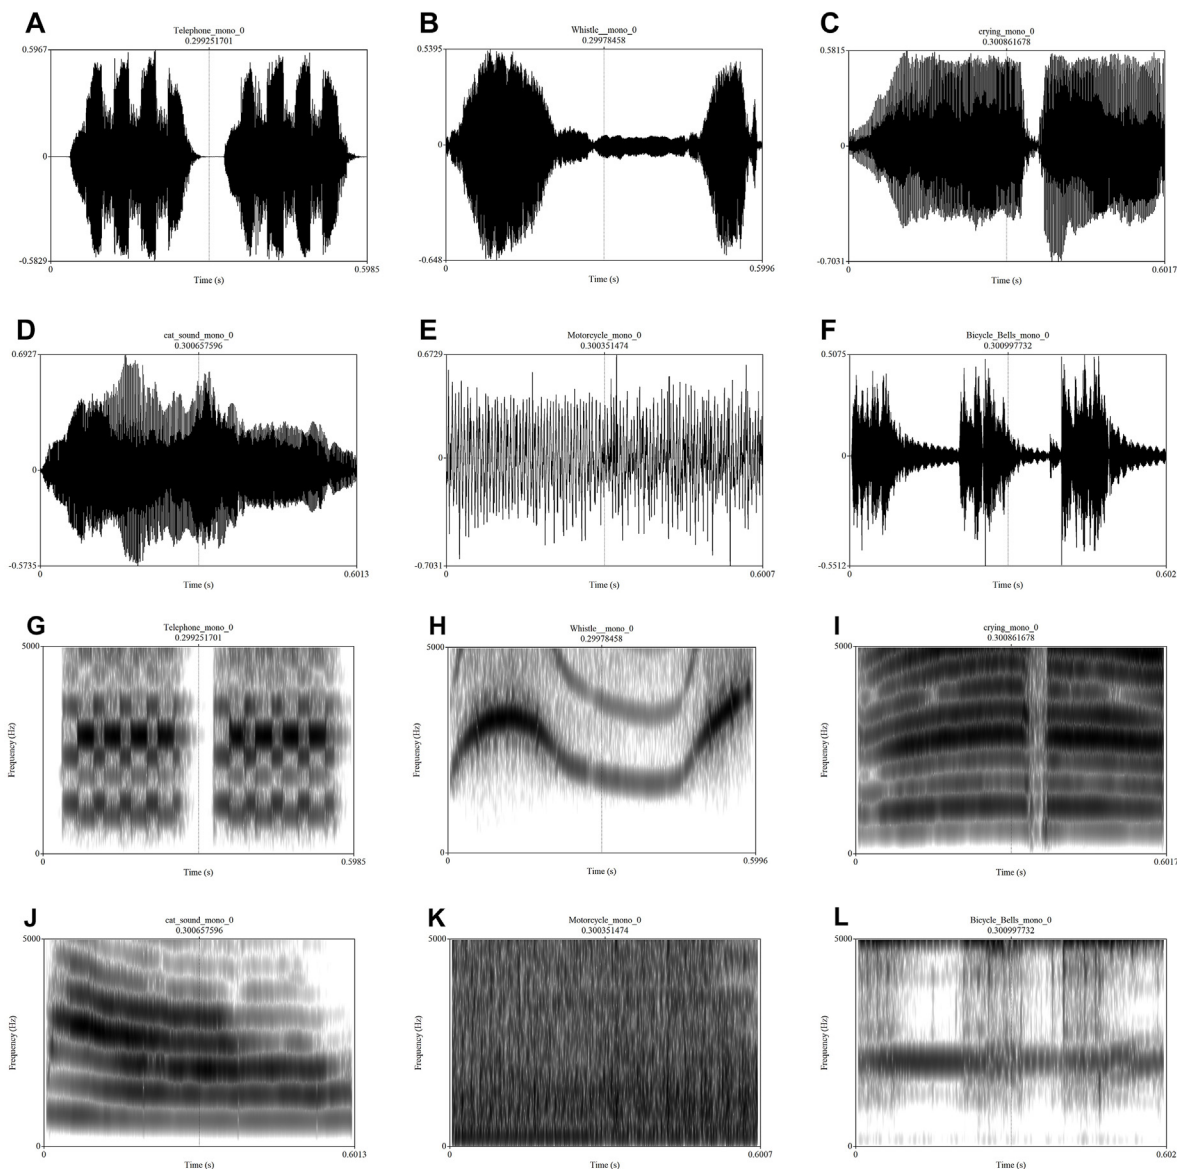 A
Telephone_mono_0
0.299251701
0.5967
0
-0.5829
0
0.5985
Time (s)
B
Whistle__mono_0
0.29978458
0.5395
0
-0.648
0
0.5996
Time (s)
C
crying_mono_0
0.300861678
0.5815
0
-0.7031
0
0.6017
Time (s)
D
cat_sound_mono_0
0.300657596
0.6927
0
-0.5735
0
0.6013
Time (s)
E
Motorcycle_mono_0
0.300351474
0.6729
0
-0.7031
0
0.6007
Time (s)
F
Bicycle_Bells_mono_0
0.300997732
0.5075
0
-0.5512
0
0.602
Time (s)
G
Telephone_mono_0
0.299251701
5000
Frequency (Hz)
0
0
0.5985
Time (s)
H
Whistle__mono_0
0.29978458
5000
Frequency (Hz)
0
0
0.5996
Time (s)
I
crying_mono_0
0.300861678
5000
Frequency (Hz)
0
0
0.6017
Time (s)
J
cat_sound_mono_0
0.300657596
5000
Frequency (Hz)
0
0
0.6013
Time (s)
K
Motorcycle_mono_0
0.300351474
5000
Frequency (Hz)
0
0
0.6007
Time (s)
L
Bicycle_Bells_mono_0
0.300997732
5000
Frequency (Hz)
0
0
0.602
Time (s)